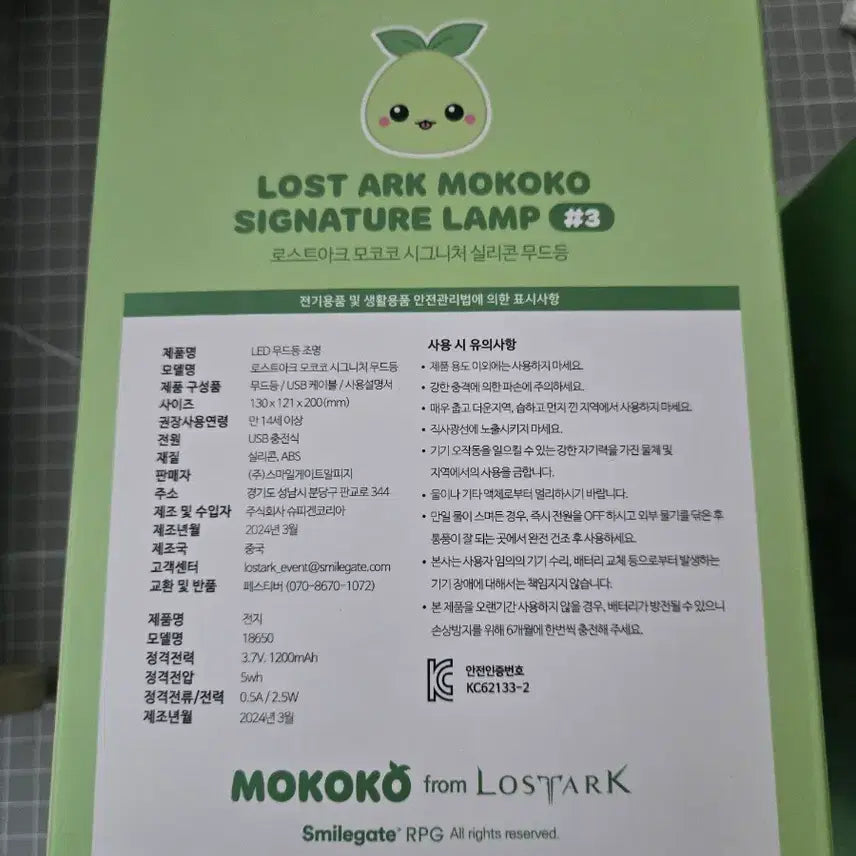 LOST ARK MOKOKO
SIGNATURE LAMP #3
로스트아크 모코코 시그니처 실리콘 무드등
전기용품 및 생활용품 안전관리법에 의한 표시사항
제품명 LED 무드등 조명
모델명 로스트아크 모코코 시그니처 무드등
제품 구성품 무드등 / USB 케이블 / 사용설명서
사이즈 130 x 121 x 200(mm)
권장사용연령 만 14세 이상
전원 USB 충전식
재질 실리콘, ABS
판매자 (주)스마일게이트알피지
주소 경기도 성남시 분당구 판교로 344
제조 및 수입자 주식회사 슈피겐코리아
제조년월 2024년 3월
제조국 중국
고객센터 lostark_event@smilegate.com
교환 및 반품 페스티버 (070-8670-1072)
제품명 전지
모델명 18650
정격전력 3.7V. 1200mAh
정격전압 5wh
정격전류/전력 0.5A / 2.5W
제조년월 2024년 3월
사용 시 유의사항
• 제품 용도 이외에는 사용하지 마세요.
• 강한 충격에 의한 파손에 주의하세요.
• 매우 춥고 더운지역, 습하고 먼지 낀 지역에서 사용하지 마세요.
• 직사광선에 노출시키지 마세요.
• 기기 오작동을 일으킬 수 있는 강한 자기력을 가진 물체 및
지역에서의 사용을 금합니다.
• 물이나 기타 액체로부터 멀리하시기 바랍니다.
• 만일 물이 스며든 경우, 즉시 전원을 OFF 하시고 외부 물기를 닦은 후
통풍이 잘 되는 곳에서 완전 건조 후 사용하세요.
• 본사는 사용자 임의의 기기 수리, 배터리 교체 등으로부터 발생하는
기기 장애에 대해서는 책임지지 않습니다.
• 본 제품을 오랜기간 사용하지 않을 경우, 배터리가 방전될 수 있으니
손상방지를 위해 6개월에 한번씩 충전해 주세요.
안전인증번호
KC62133-2
MOKOKO from LOST ARK
Smilegate RPG All rights reserved.